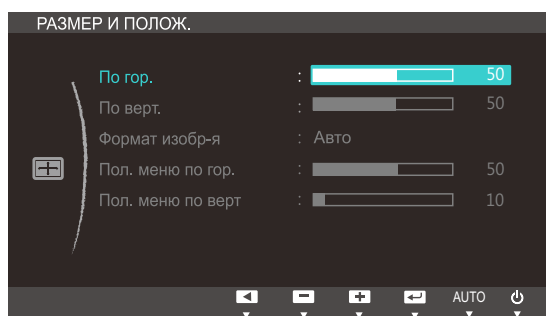 РАЗМЕР И ПОЛОЖ.
По гор. : 50
По верт. : 50
Формат изобр-я : Авто
Пол. меню по гор. : 50
Пол. меню по верт : 10
AUTO